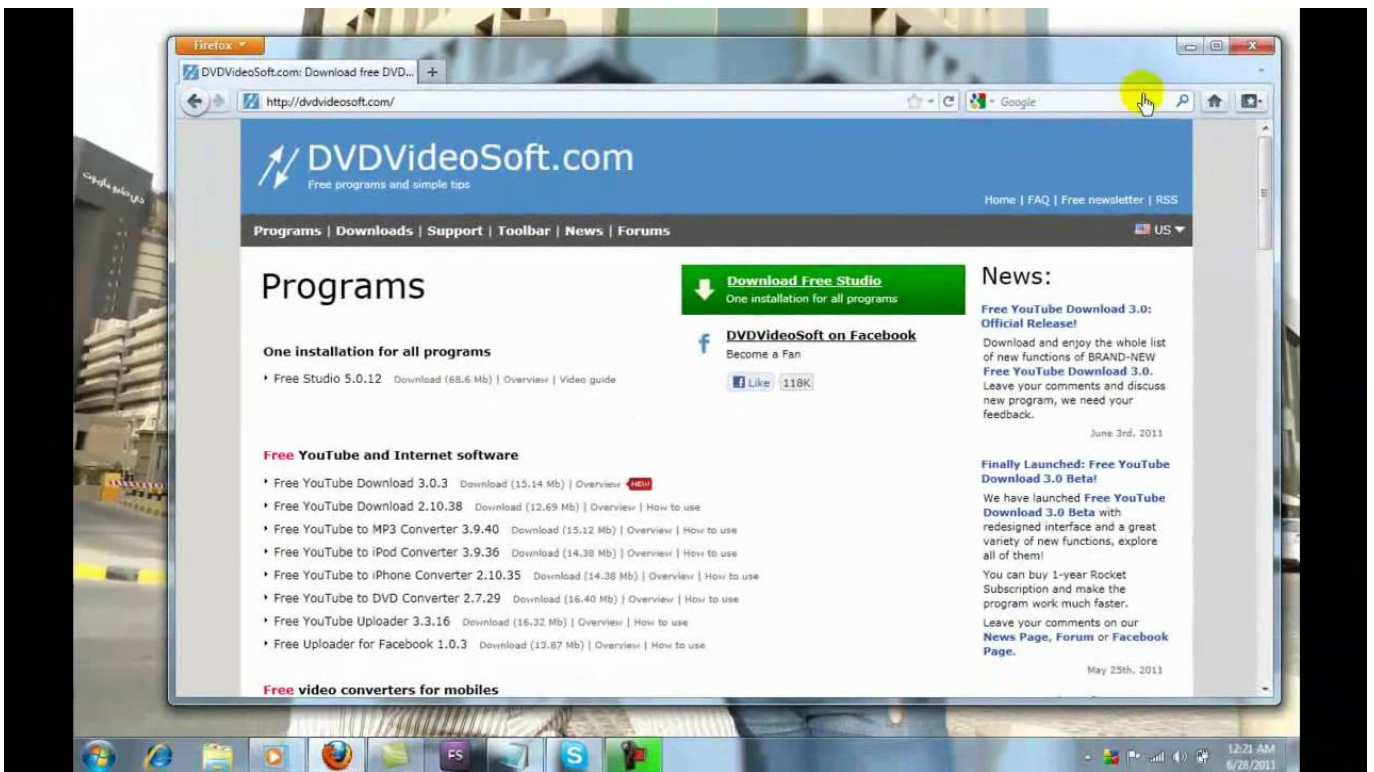 Firefox
DVDVideoSoft.com: Download free DVD...
http://dvdvideosoft.com/
Google
DVDVideoSoft.com
Free programs and simple tips
Home | FAQ | Free newsletter | RSS
Programs | Downloads | Support | Toolbar | News | Forums
US
Programs
Download Free Studio
One installation for all programs
DVDVideoSoft on Facebook
Become a Fan
Like 118K
One installation for all programs
Free Studio 5.0.12 Download (68.6 Mb) | Overview | Video guide
Free YouTube and Internet software
Free YouTube Download 3.0.3 Download (15.14 Mb) | Overview NEW
Free YouTube Download 2.10.38 Download (12.69 Mb) | Overview | How to use
Free YouTube to MP3 Converter 3.9.40 Download (15.12 Mb) | Overview | How to use
Free YouTube to iPod Converter 3.9.36 Download (14.38 Mb) | Overview | How to use
Free YouTube to iPhone Converter 2.10.35 Download (14.38 Mb) | Overview | How to use
Free YouTube to DVD Converter 2.7.29 Download (16.40 Mb) | Overview | How to use
Free YouTube Uploader 3.3.16 Download (16.32 Mb) | Overview | How to use
Free Uploader for Facebook 1.0.3 Download (13.87 Mb) | Overview | How to use
Free video converters for mobiles
News:
Free YouTube Download 3.0:
Official Release!
Download and enjoy the whole list
of new functions of BRAND-NEW
Free YouTube Download 3.0.
Leave your comments and discuss
new program, we need your
feedback.
June 3rd, 2011
Finally Launched: Free YouTube
Download 3.0 Beta!
We have launched Free YouTube
Download 3.0 Beta with
redesigned interface and a great
variety of new functions, explore
all of them!
You can buy 1-year Rocket
Subscription and make the
program work much faster.
Leave your comments on our
News Page, Forum or Facebook
Page.
May 25th, 2011
FS
12:21 AM
6/28/2011